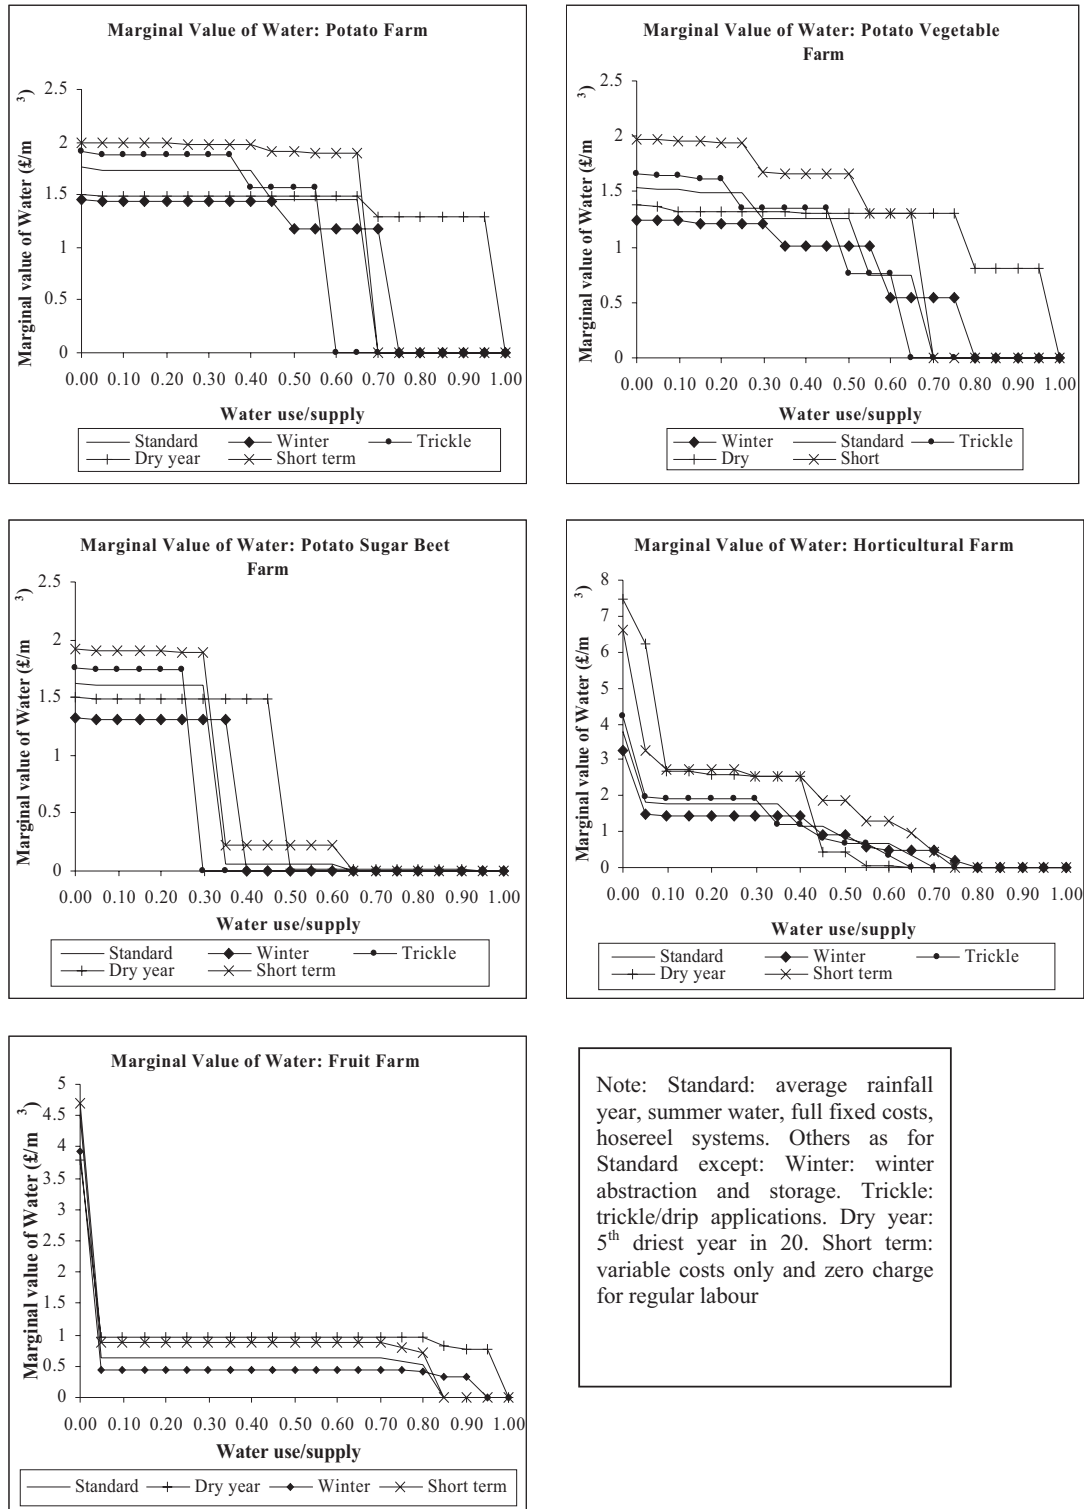 Marginal Value of Water: Potato Farm
Marginal value of Water (£/m3)
2.5
2
1.5
1
0.5
0
0.00 0.10 0.20 0.30 0.40 0.50 0.60 0.70 0.80 0.90 1.00
Water use/supply
Standard Winter Trickle
Dry year Short term
Marginal Value of Water: Potato Vegetable
Farm
Marginal value of Water (£/m3)
2.5
2
1.5
1
0.5
0
0.00 0.10 0.20 0.30 0.40 0.50 0.60 0.70 0.80 0.90 1.00
Water use/supply
Winter Standard Trickle
Dry Short
Marginal Value of Water: Potato Sugar Beet
Farm
Marginal value of Water (£/m3)
2.5
2
1.5
1
0.5
0
0.00 0.10 0.20 0.30 0.40 0.50 0.60 0.70 0.80 0.90 1.00
Water use/supply
Standard Winter Trickle
Dry year Short term
Marginal Value of Water: Horticultural Farm
Marginal value of Water (£/m3)
8
7
6
5
4
3
2
1
0
0.00 0.10 0.20 0.30 0.40 0.50 0.60 0.70 0.80 0.90 1.00
Water use/supply
Standard Winter Trickle
Dry year Short term
Marginal Value of Water: Fruit Farm
Marginal value of Water (£/m3)
5
4.5
4
3.5
3
2.5
2
1.5
1
0.5
0
0.00 0.10 0.20 0.30 0.40 0.50 0.60 0.70 0.80 0.90 1.00
Water use/supply
Standard Dry year Winter Short term
Note: Standard: average rainfall
year, summer water, full fixed costs,
hosereel systems. Others as for
Standard except: Winter: winter
abstraction and storage. Trickle:
trickle/drip applications. Dry year:
5th driest year in 20. Short term:
variable costs only and zero charge
for regular labour